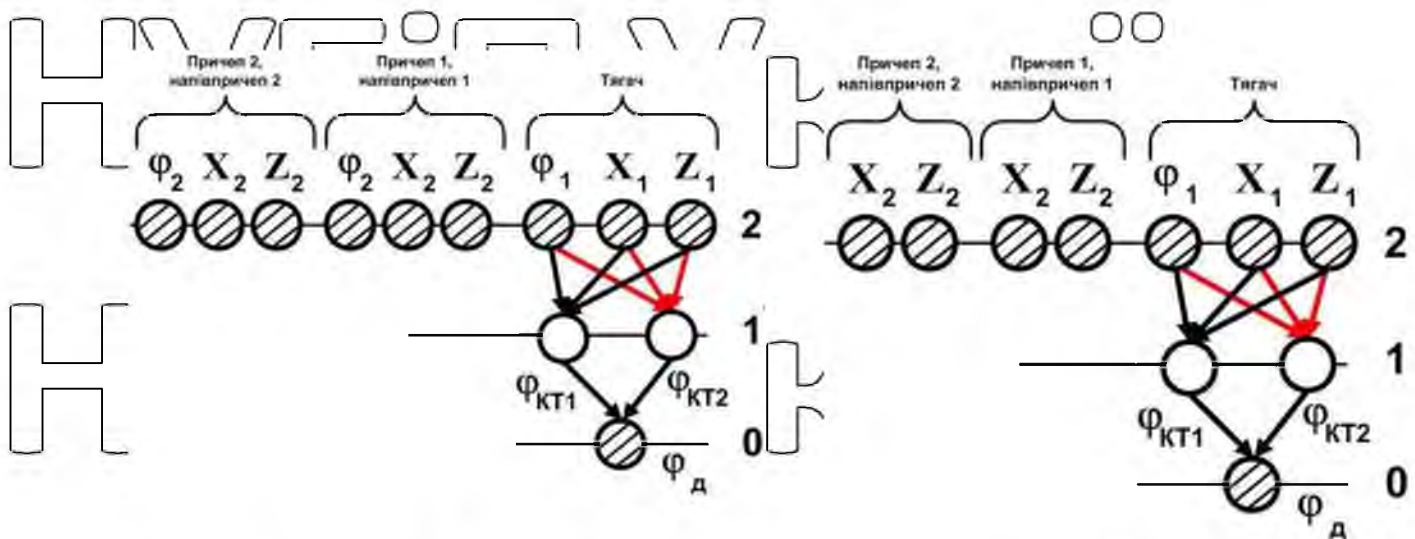 Причеп 2, напівпричеп 2
Причеп 1, напівпричеп 1
Тягач
φ2 X2 Z2 φ2 X2 Z2 φ1 X1 Z1
2
1
φКТ1 φКТ2
0
φд
Причеп 2, напівпричеп 2
Причеп 1, напівпричеп 1
Тягач
X2 Z2 X2 Z2 φ1 X1 Z1
2
1
φКТ1 φКТ2
0
φд